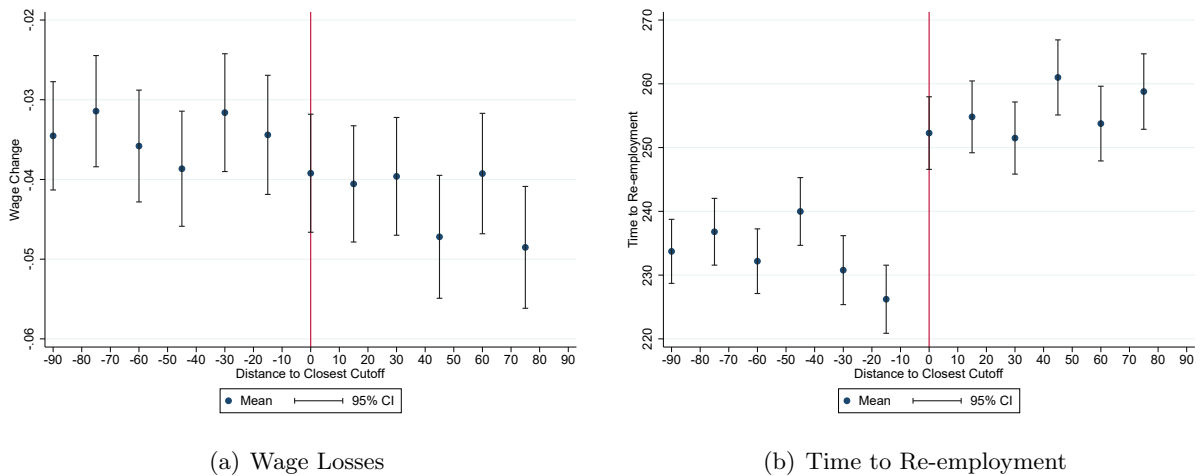 -.02
-.03
-.04
-.05
-.06
Wage Change
-90 -80 -70 -60 -50 -40 -30 -20 -10 0 10 20 30 40 50 60 70 80 90
Distance to Closest Cutoff
Mean 95% CI
(a) Wage Losses
270
260
250
240
230
220
Time to Re-employment
-90 -80 -70 -60 -50 -40 -30 -20 -10 0 10 20 30 40 50 60 70 80 90
Distance to Closest Cutoff
Mean 95% CI
(b) Time to Re-employment